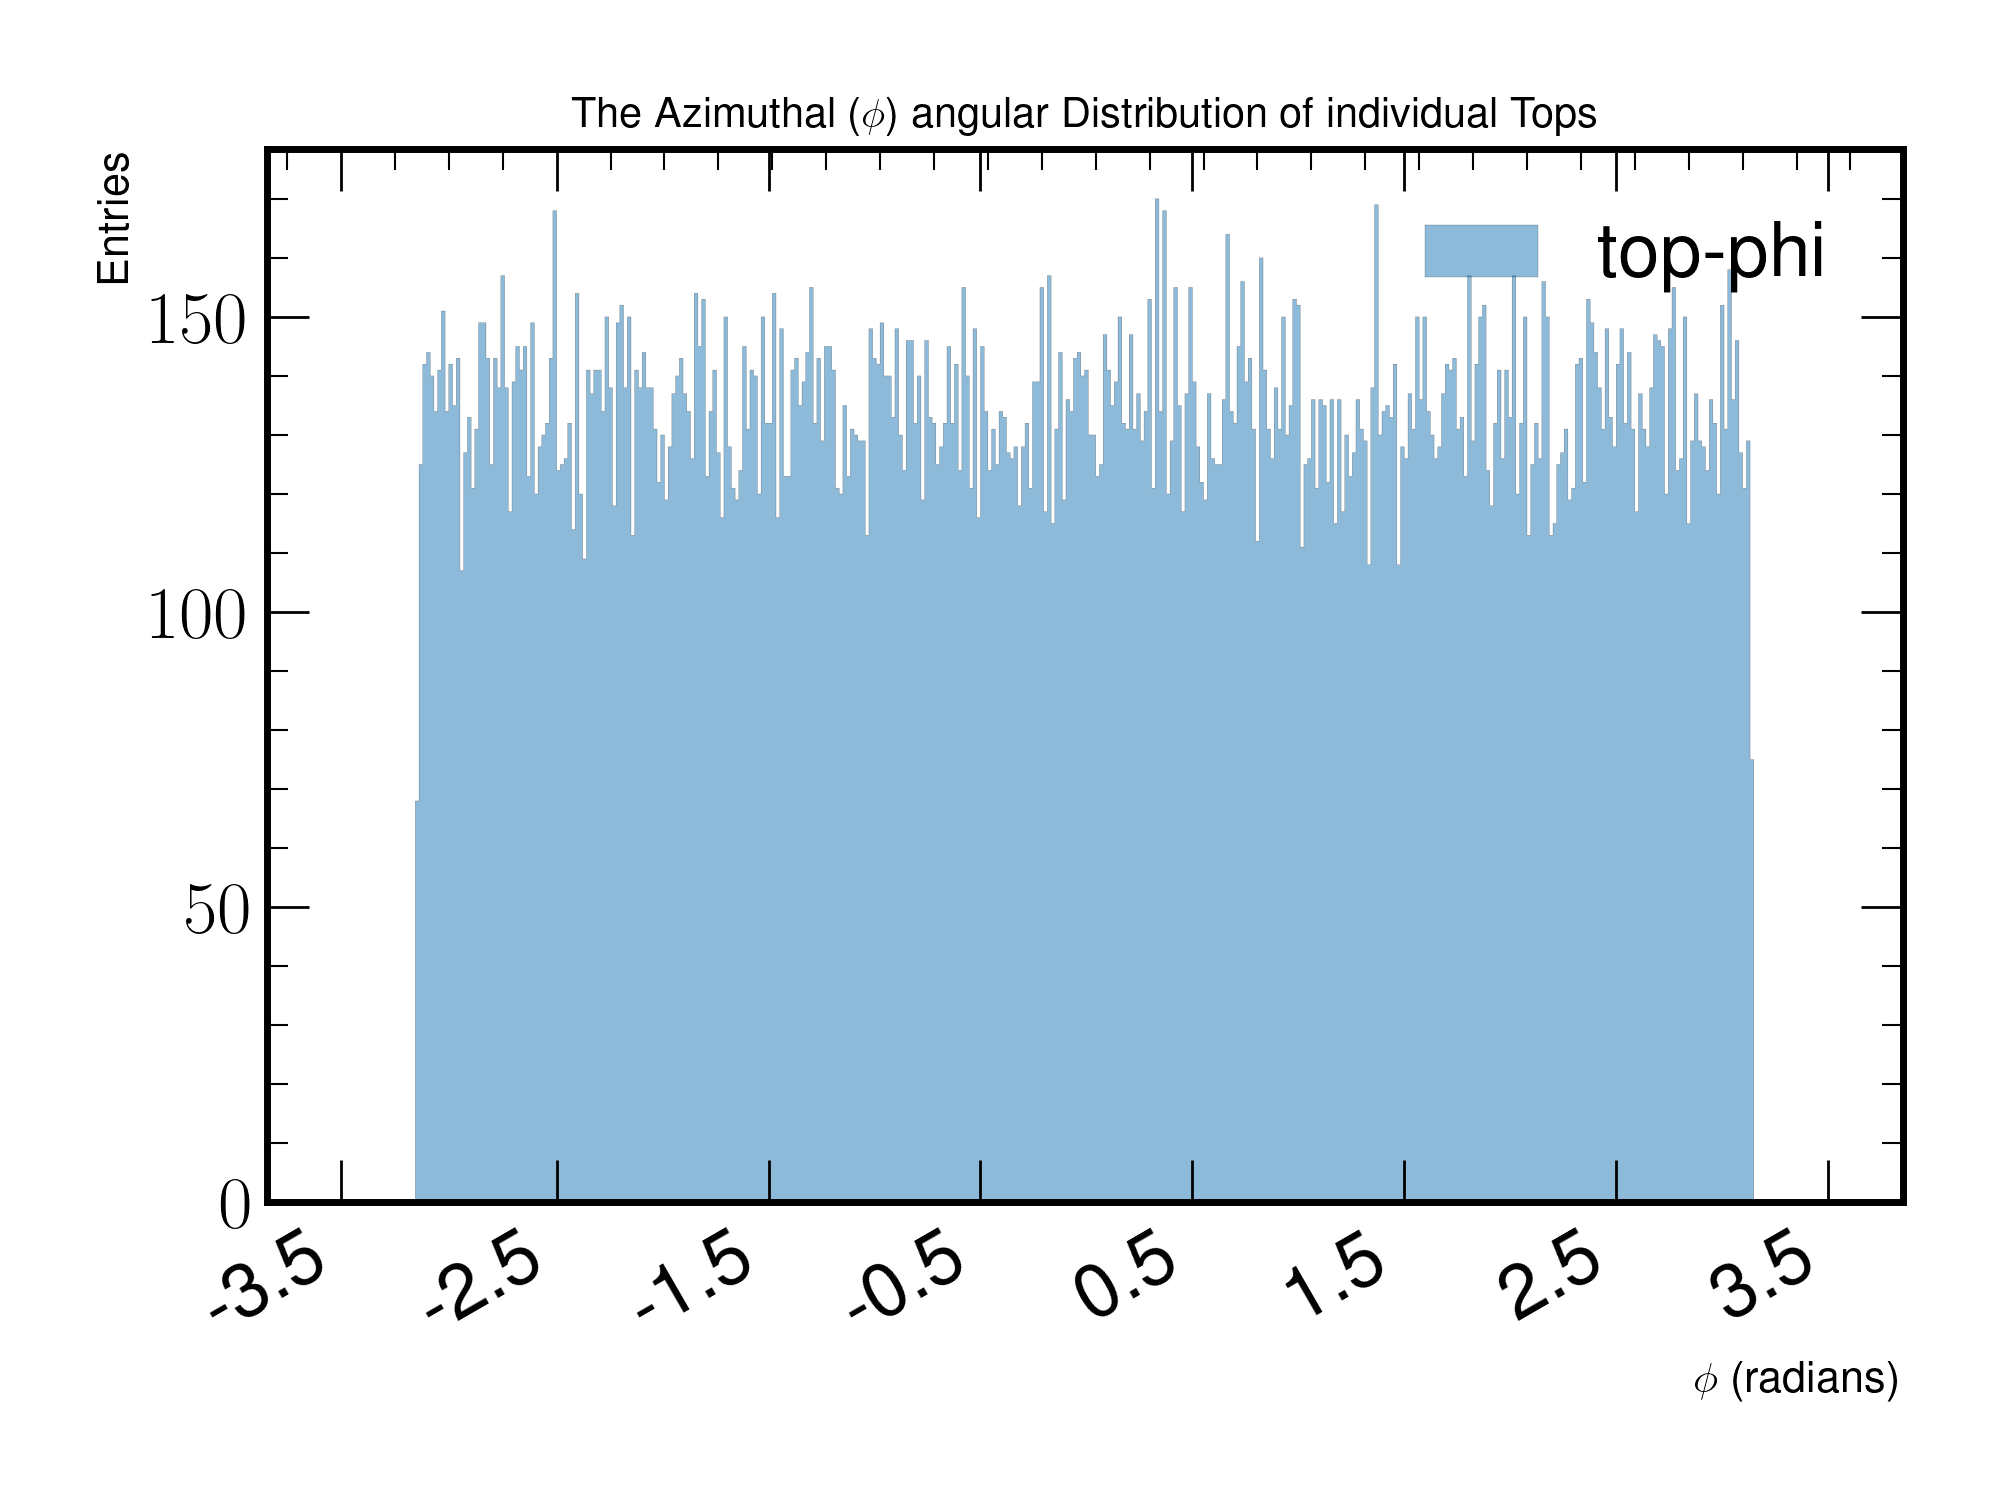 The Azimuthal (ϕ) angular Distribution of individual Tops
Entries
top-phi
150
100
50
0
-3.5 -2.5 -1.5 -0.5 0.5 1.5 2.5 3.5
ϕ (radians)